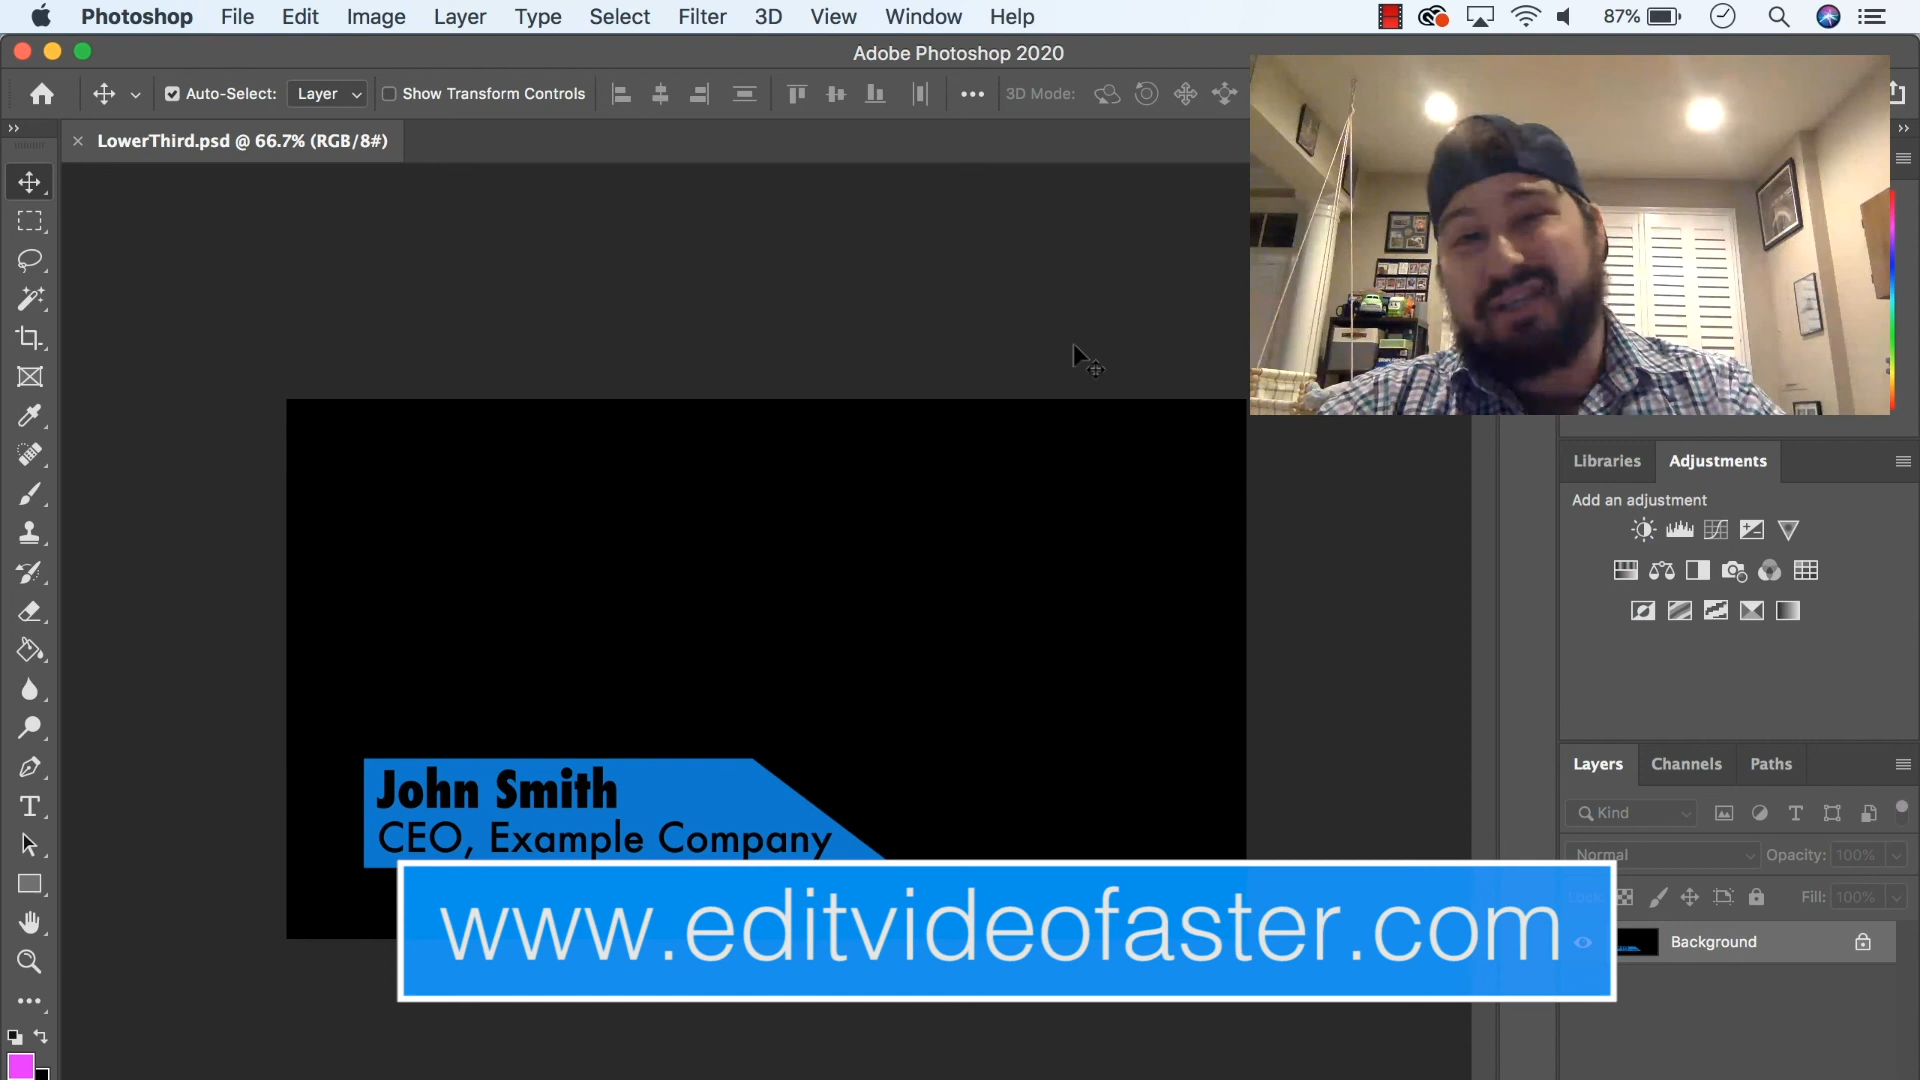 Photoshop File Edit Image Layer Type Select Filter 3D View Window Help 87%
Adobe Photoshop 2020
Auto-Select: Layer Show Transform Controls 3D Mode:
LowerThird.psd @ 66.7% (RGB/8#)
Libraries Adjustments
Add an adjustment
Layers Channels Paths
Kind
Normal Opacity: 100%
Lock: Fill: 100%
Background
John Smith
CEO, Example Company
www.editvideofaster.com